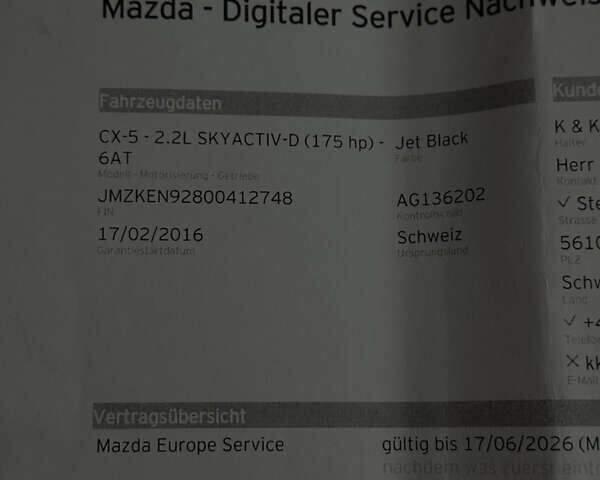 Mazda - Digitaler Service Nachweis
Fahrzeugdaten
CX-5 - 2.2L SKYACTIV-D (175 hp) - 6AT
Modell - Motorisierung - Getriebe
Jet Black
Farbe
JMZKEN92800412748
FIN
AG136202
Kontrollschild
17/02/2016
Garantiestartdatum
Schweiz
Ursprungsland
Kunde
K & K
Halter
Herr
Kontakt
✓ Ste
Strasse
5610
PLZ
Schw
Land
✓ +4
Telefon
✕ kk
E-Mail
Vertragsübersicht
Mazda Europe Service
gültig bis 17/06/2026 (M
nachdem was zuerst eintr